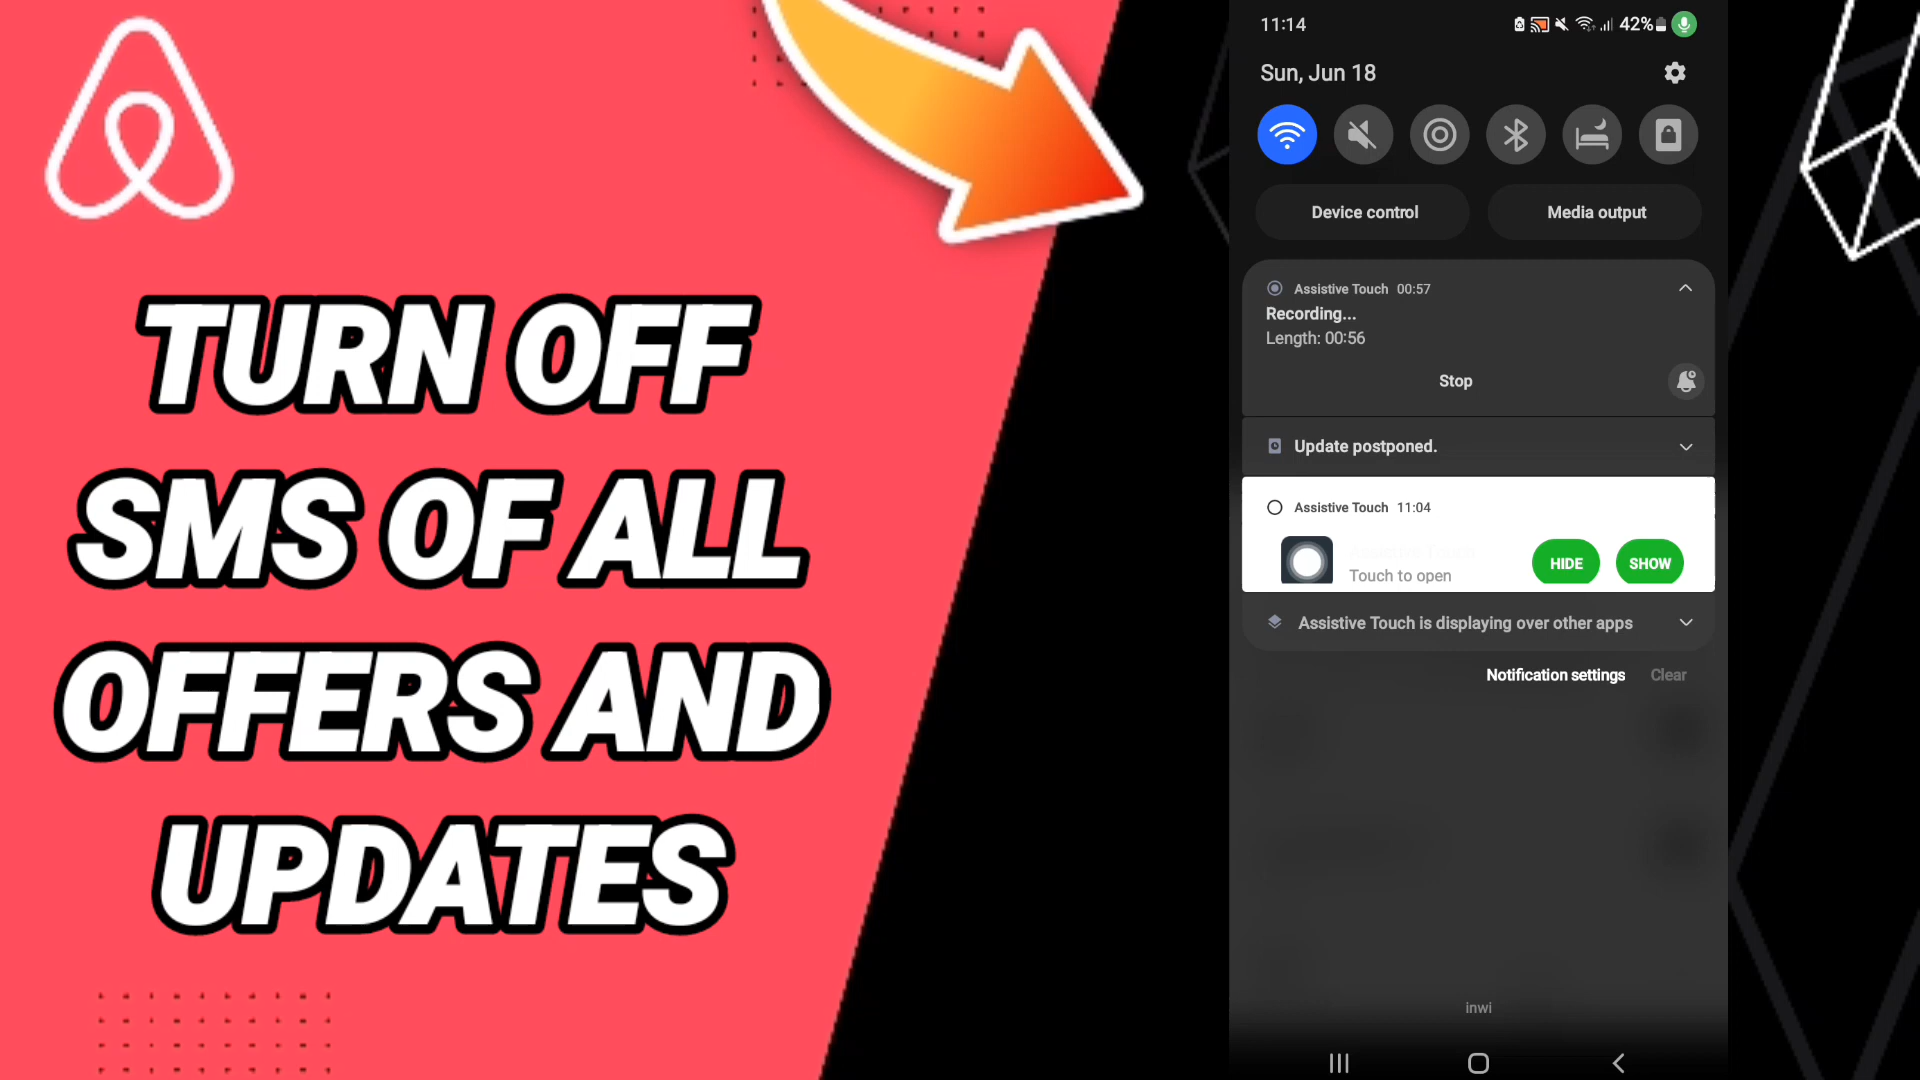 TURN OFF
SMS OF ALL
OFFERS AND
UPDATES
11:14
42%
Sun, Jun 18
Device control
Media output
Assistive Touch 00:57
Recording...
Length: 00:56
Stop
Update postponed.
Assistive Touch 11:04
Touch to open
HIDE
SHOW
Assistive Touch is displaying over other apps
Notification settings
Clear
inwi